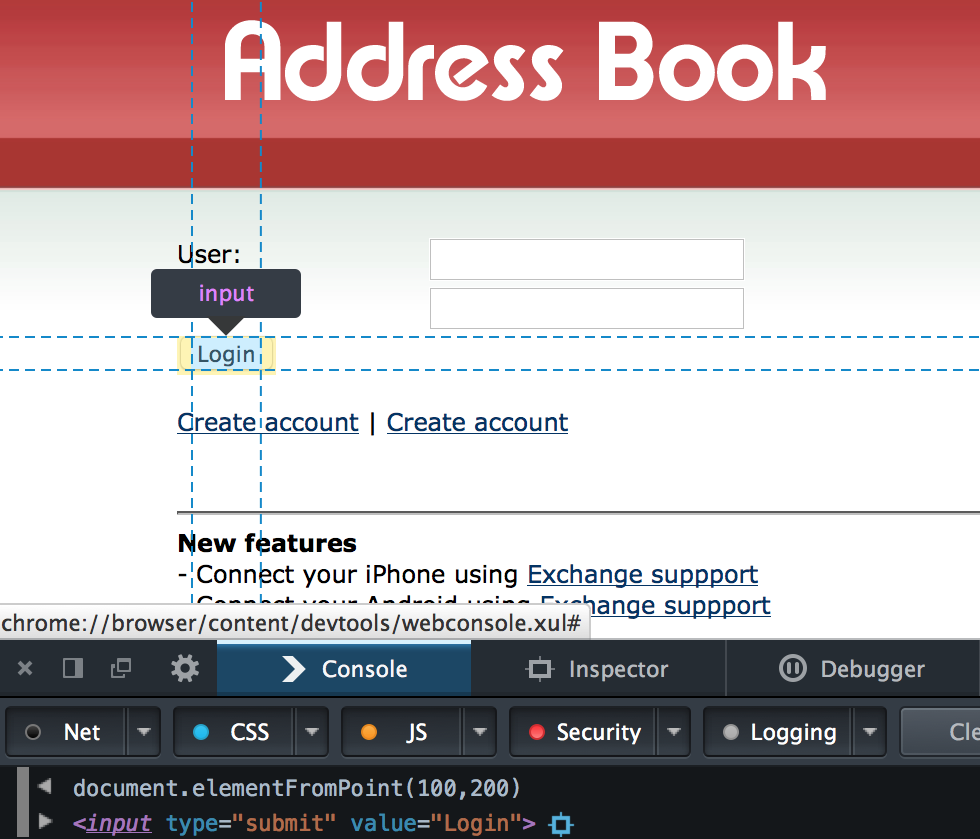 Address Book
User:
input
Login
Create account | Create account
New features
- Connect your iPhone using Exchange suppport
- Connect your Android using Exchange suppport
chrome://browser/content/devtools/webconsole.xul#
Console Inspector Debugger
Net CSS JS Security Logging Cle
document.elementFromPoint(100,200)
<input type="submit" value="Login">